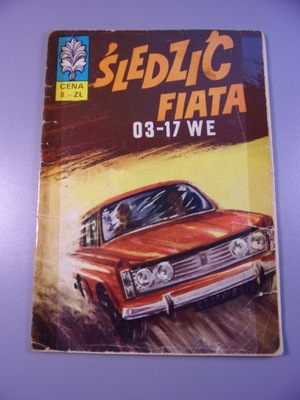 ŚLEDZIĆ
FIATA
03-17 WE
CENA
8.-ZŁ